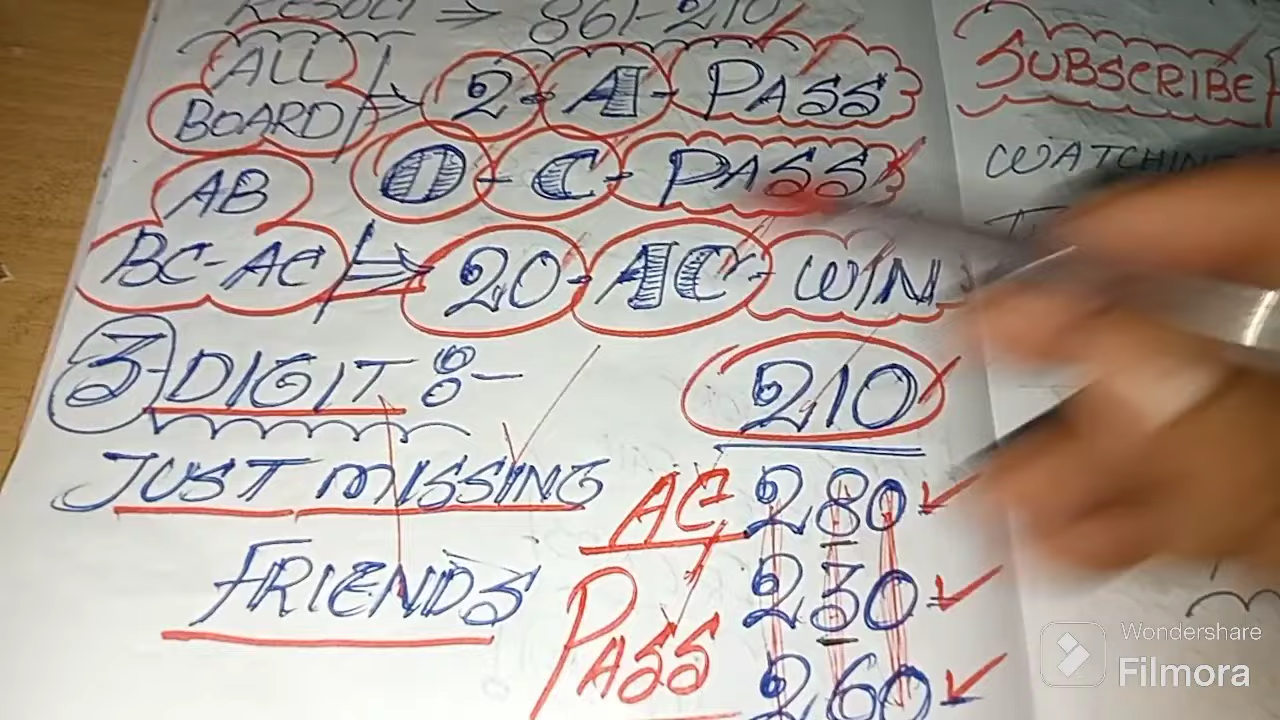 RESULT ⇒ 861-210
ALL BOARD ⇒ 2 - A - PASS
0 - C - PASS
AB BC-AC ⇒ 20 - AC - WIN
3-DIGIT :-
210
JUST MISSING
FRIENDS
AC PASS
280
230
260
SUBSCRIBE
Wondershare
Filmora